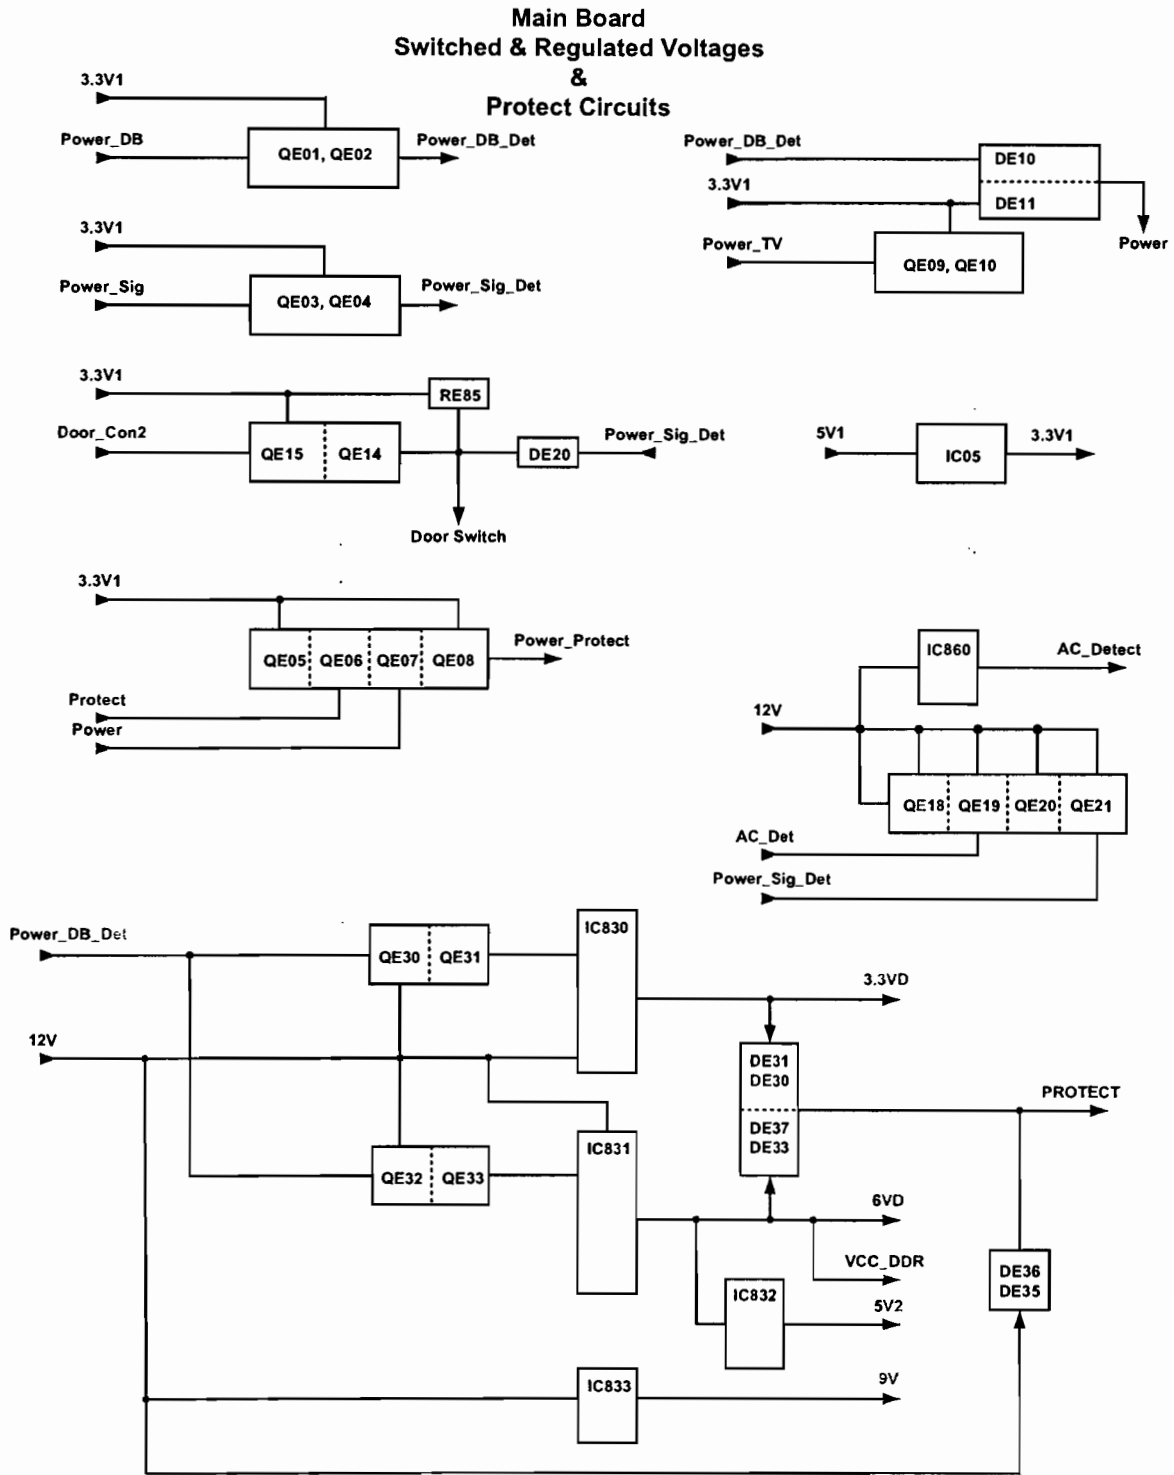 Main Board
Switched & Regulated Voltages
&
Protect Circuits
3.3V1
Power_DB
QE01, QE02
Power_DB_Det
Power_DB_Det
3.3V1
Power_TV
DE10
DE11
QE09, QE10
Power
3.3V1
Power_Sig
QE03, QE04
Power_Sig_Det
3.3V1
Door_Con2
QE15
QE14
RE85
DE20
Power_Sig_Det
Door Switch
5V1
IC05
3.3V1
3.3V1
QE05
QE06
QE07
QE08
Power_Protect
Protect
Power
IC860
AC_Detect
12V
QE18
QE19
QE20
QE21
AC_Det
Power_Sig_Det
Power_DB_Det
12V
QE30
QE31
IC830
3.3VD
QE32
QE33
IC831
DE31
DE30
DE37
DE33
PROTECT
6VD
VCC_DDR
IC832
5V2
DE36
DE35
IC833
9V